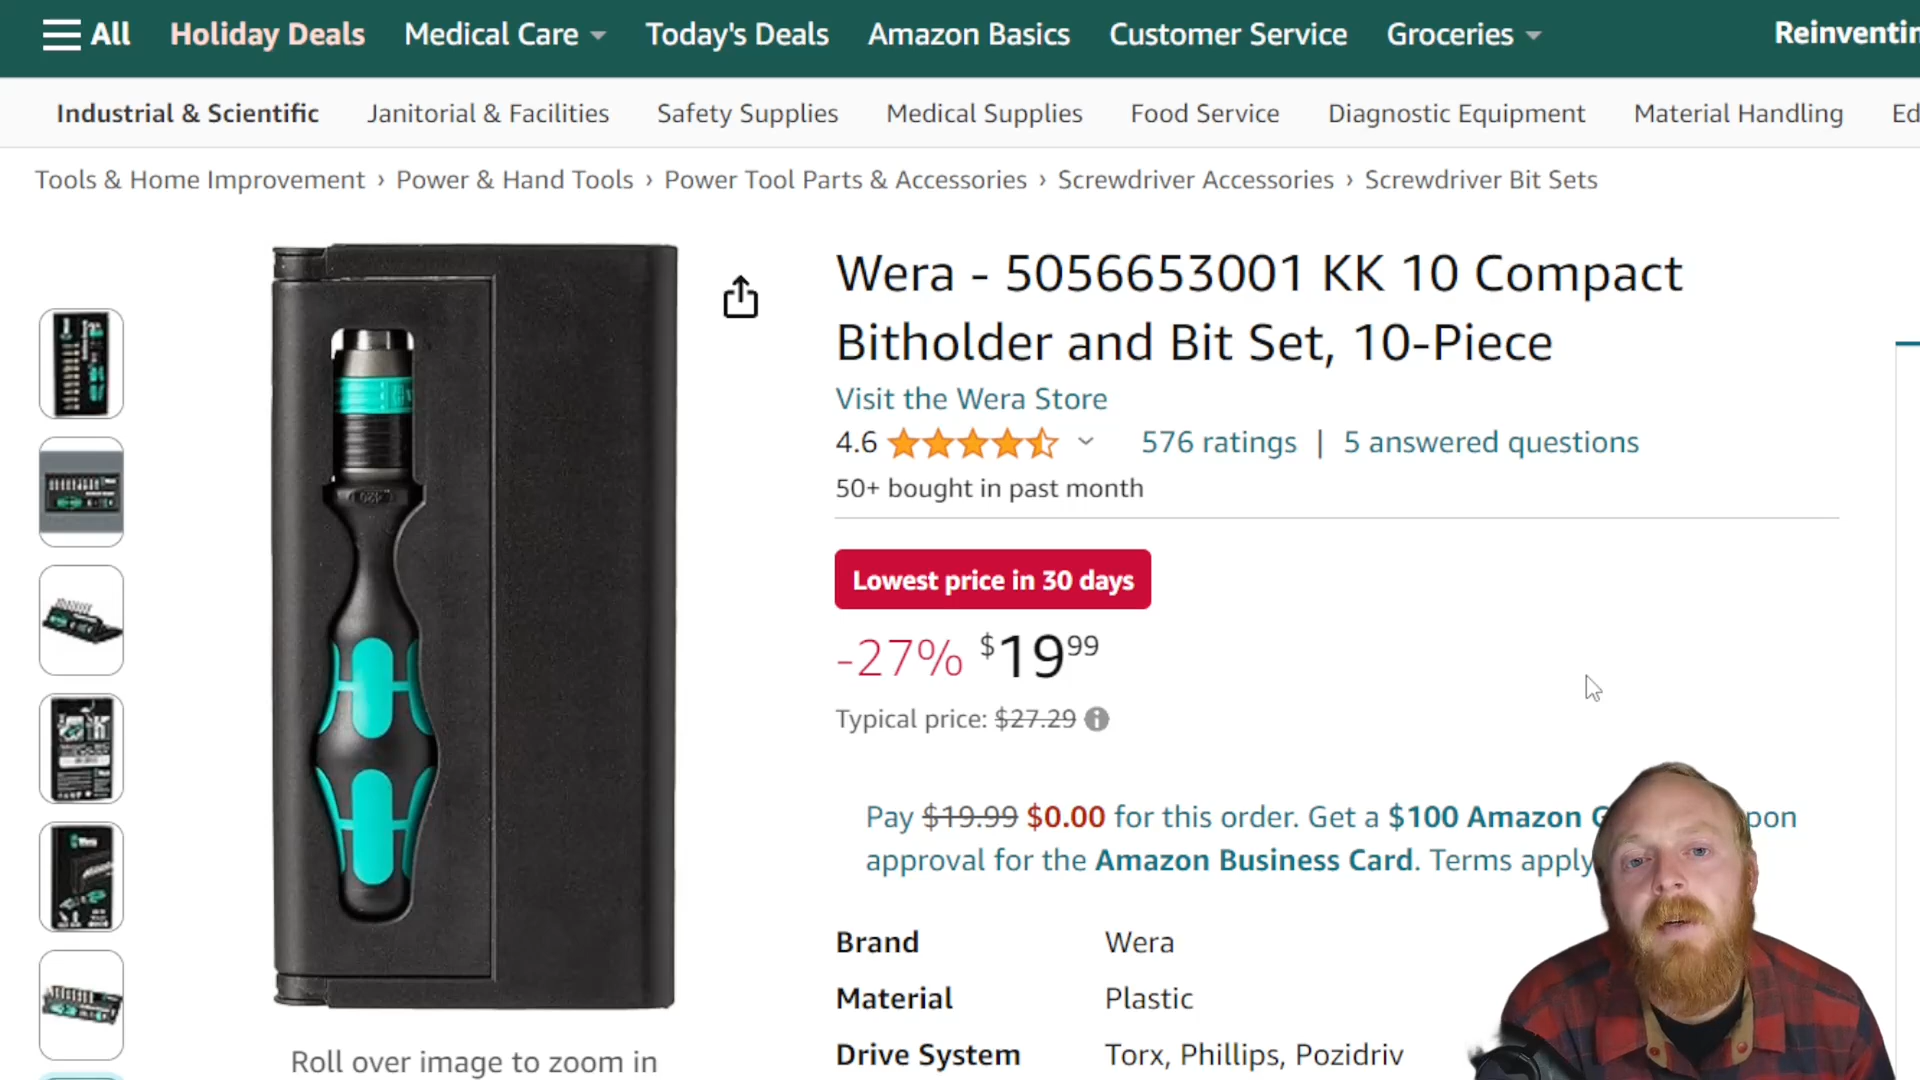 All Holiday Deals Medical Care Today's Deals Amazon Basics Customer Service Groceries Reinventin
Industrial & Scientific Janitorial & Facilities Safety Supplies Medical Supplies Food Service Diagnostic Equipment Material Handling Ed
Tools & Home Improvement › Power & Hand Tools › Power Tool Parts & Accessories › Screwdriver Accessories › Screwdriver Bit Sets
Wera - 5056653001 KK 10 Compact
Bitholder and Bit Set, 10-Piece
Visit the Wera Store
4.6 576 ratings | 5 answered questions
50+ bought in past month
Lowest price in 30 days
-27% $19 99
Typical price: $27.29
Pay $19.99 $0.00 for this order. Get a $100 Amazon G pon
approval for the Amazon Business Card. Terms apply
Brand Wera
Material Plastic
Drive System Torx, Phillips, Pozidriv
Roll over image to zoom in